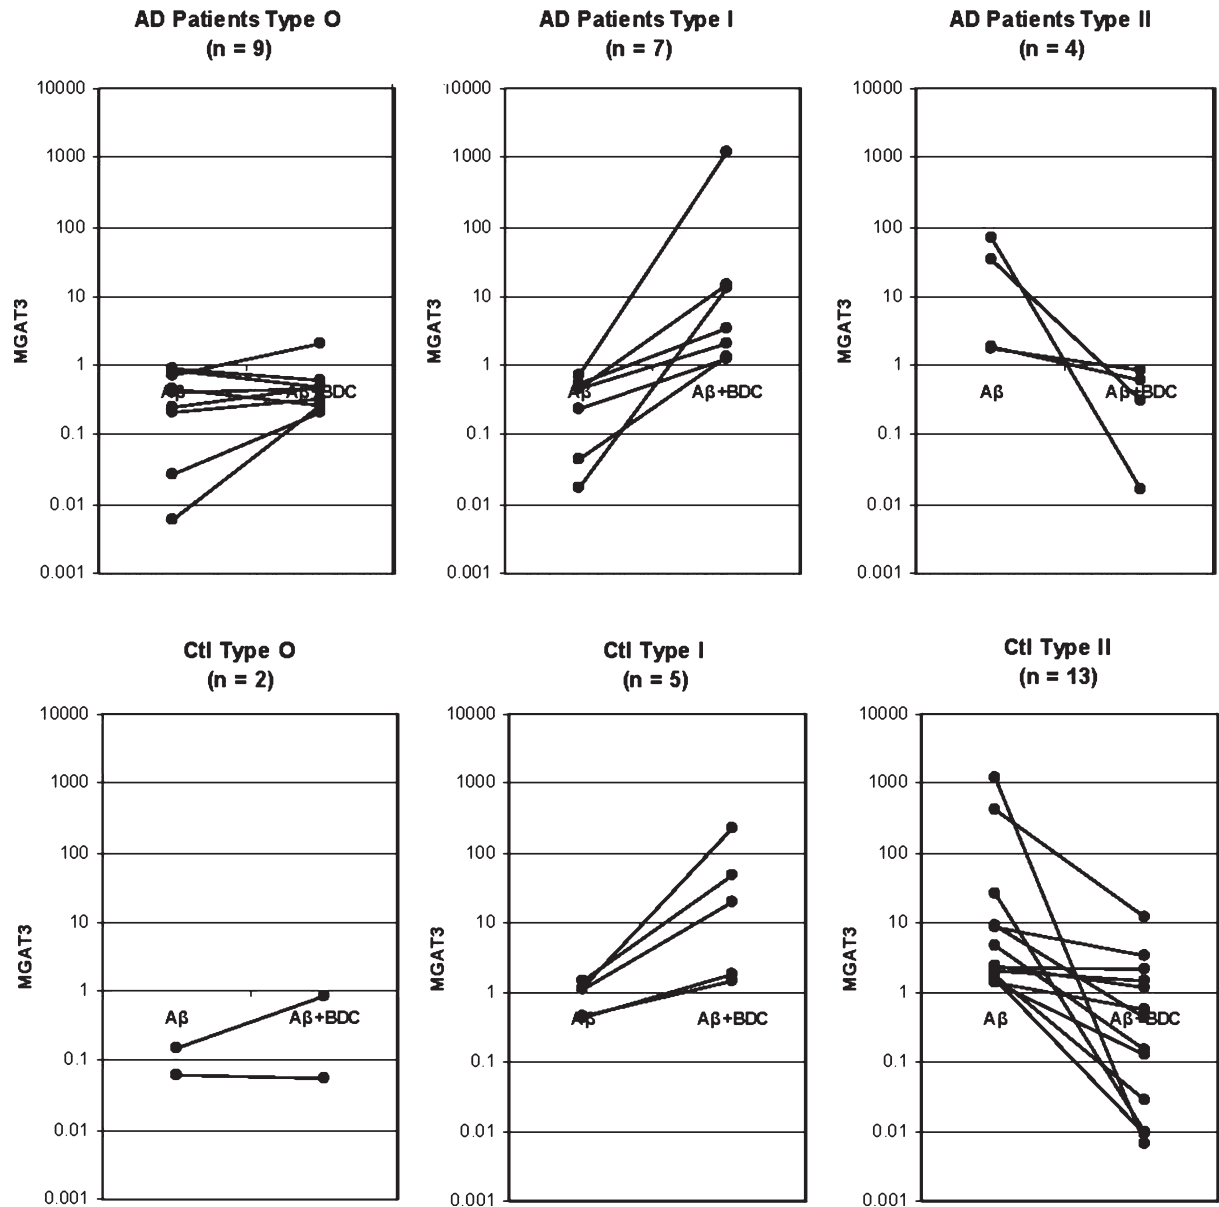 AD Patients Type O
(n = 9)
10000
1000
100
10
1
0.1
0.01
0.001
MGAT3
Aβ
Aβ+BDC
AD Patients Type I
(n = 7)
10000
1000
100
10
1
0.1
0.01
0.001
MGAT3
Aβ
Aβ+BDC
AD Patients Type II
(n = 4)
10000
1000
100
10
1
0.1
0.01
0.001
MGAT3
Aβ
Aβ+BDC
Ctl Type O
(n = 2)
10000
1000
100
10
1
0.1
0.01
0.001
MGAT3
Aβ
Aβ+BDC
Ctl Type I
(n = 5)
10000
1000
100
10
1
0.1
0.01
0.001
MGAT3
Aβ
Aβ+BDC
Ctl Type II
(n = 13)
10000
1000
100
10
1
0.1
0.01
0.001
MGAT3
Aβ
Aβ+BDC